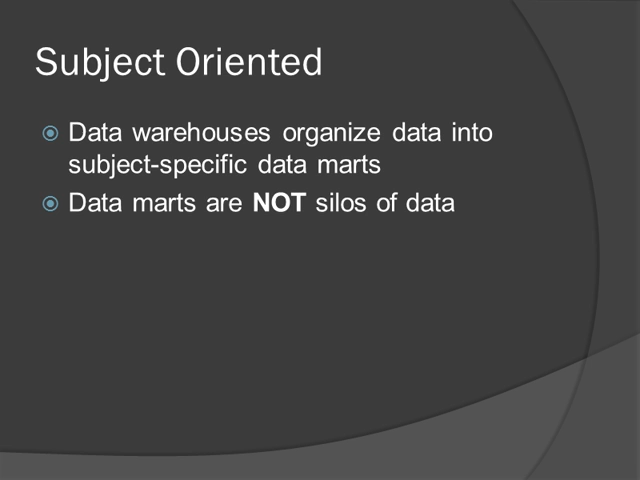 Subject Oriented
Data warehouses organize data into
subject-specific data marts
Data marts are NOT silos of data